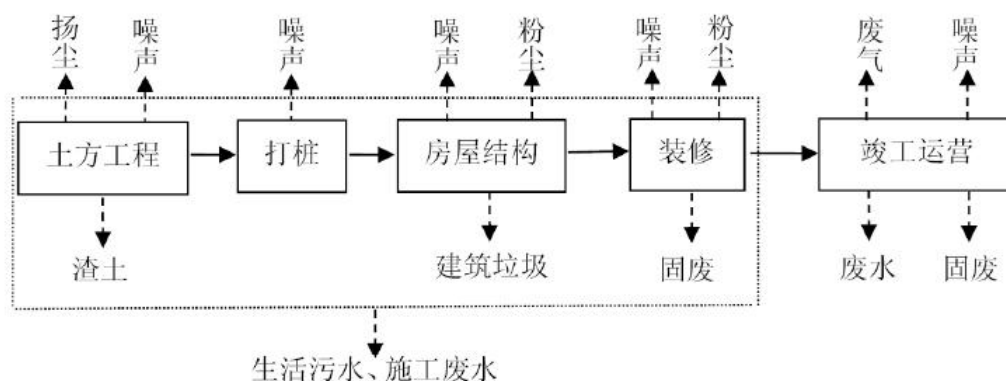 扬尘 噪声 噪声 噪声 粉尘 噪声 粉尘 废气 噪声
土方工程 打桩 房屋结构 装修 竣工运营
渣土 建筑垃圾 固废 废水 固废
生活污水、施工废水